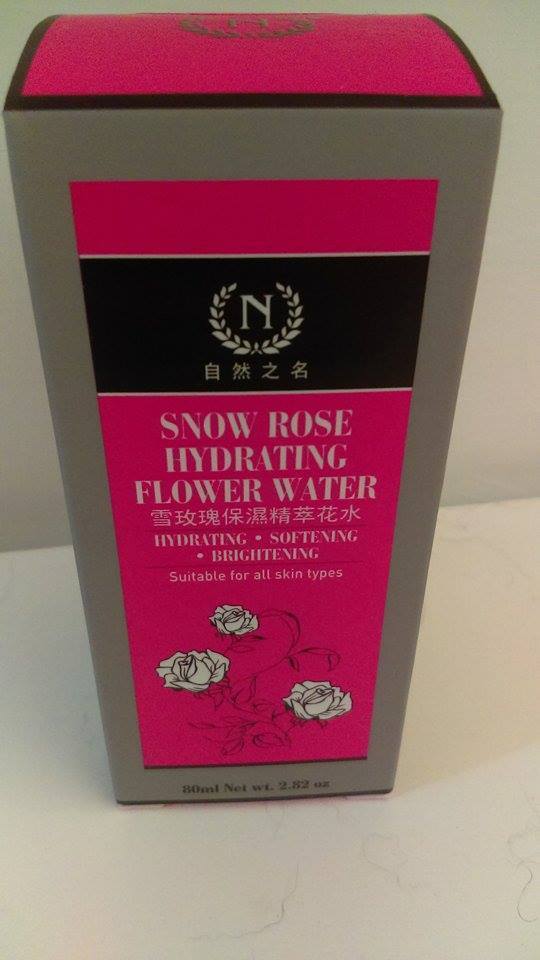 N
N
自然之名
SNOW ROSE
HYDRATING
FLOWER WATER
雪玫瑰保濕精萃花水
HYDRATING • SOFTENING
• BRIGHTENING
Suitable for all skin types
80ml Net wt. 2.82 oz